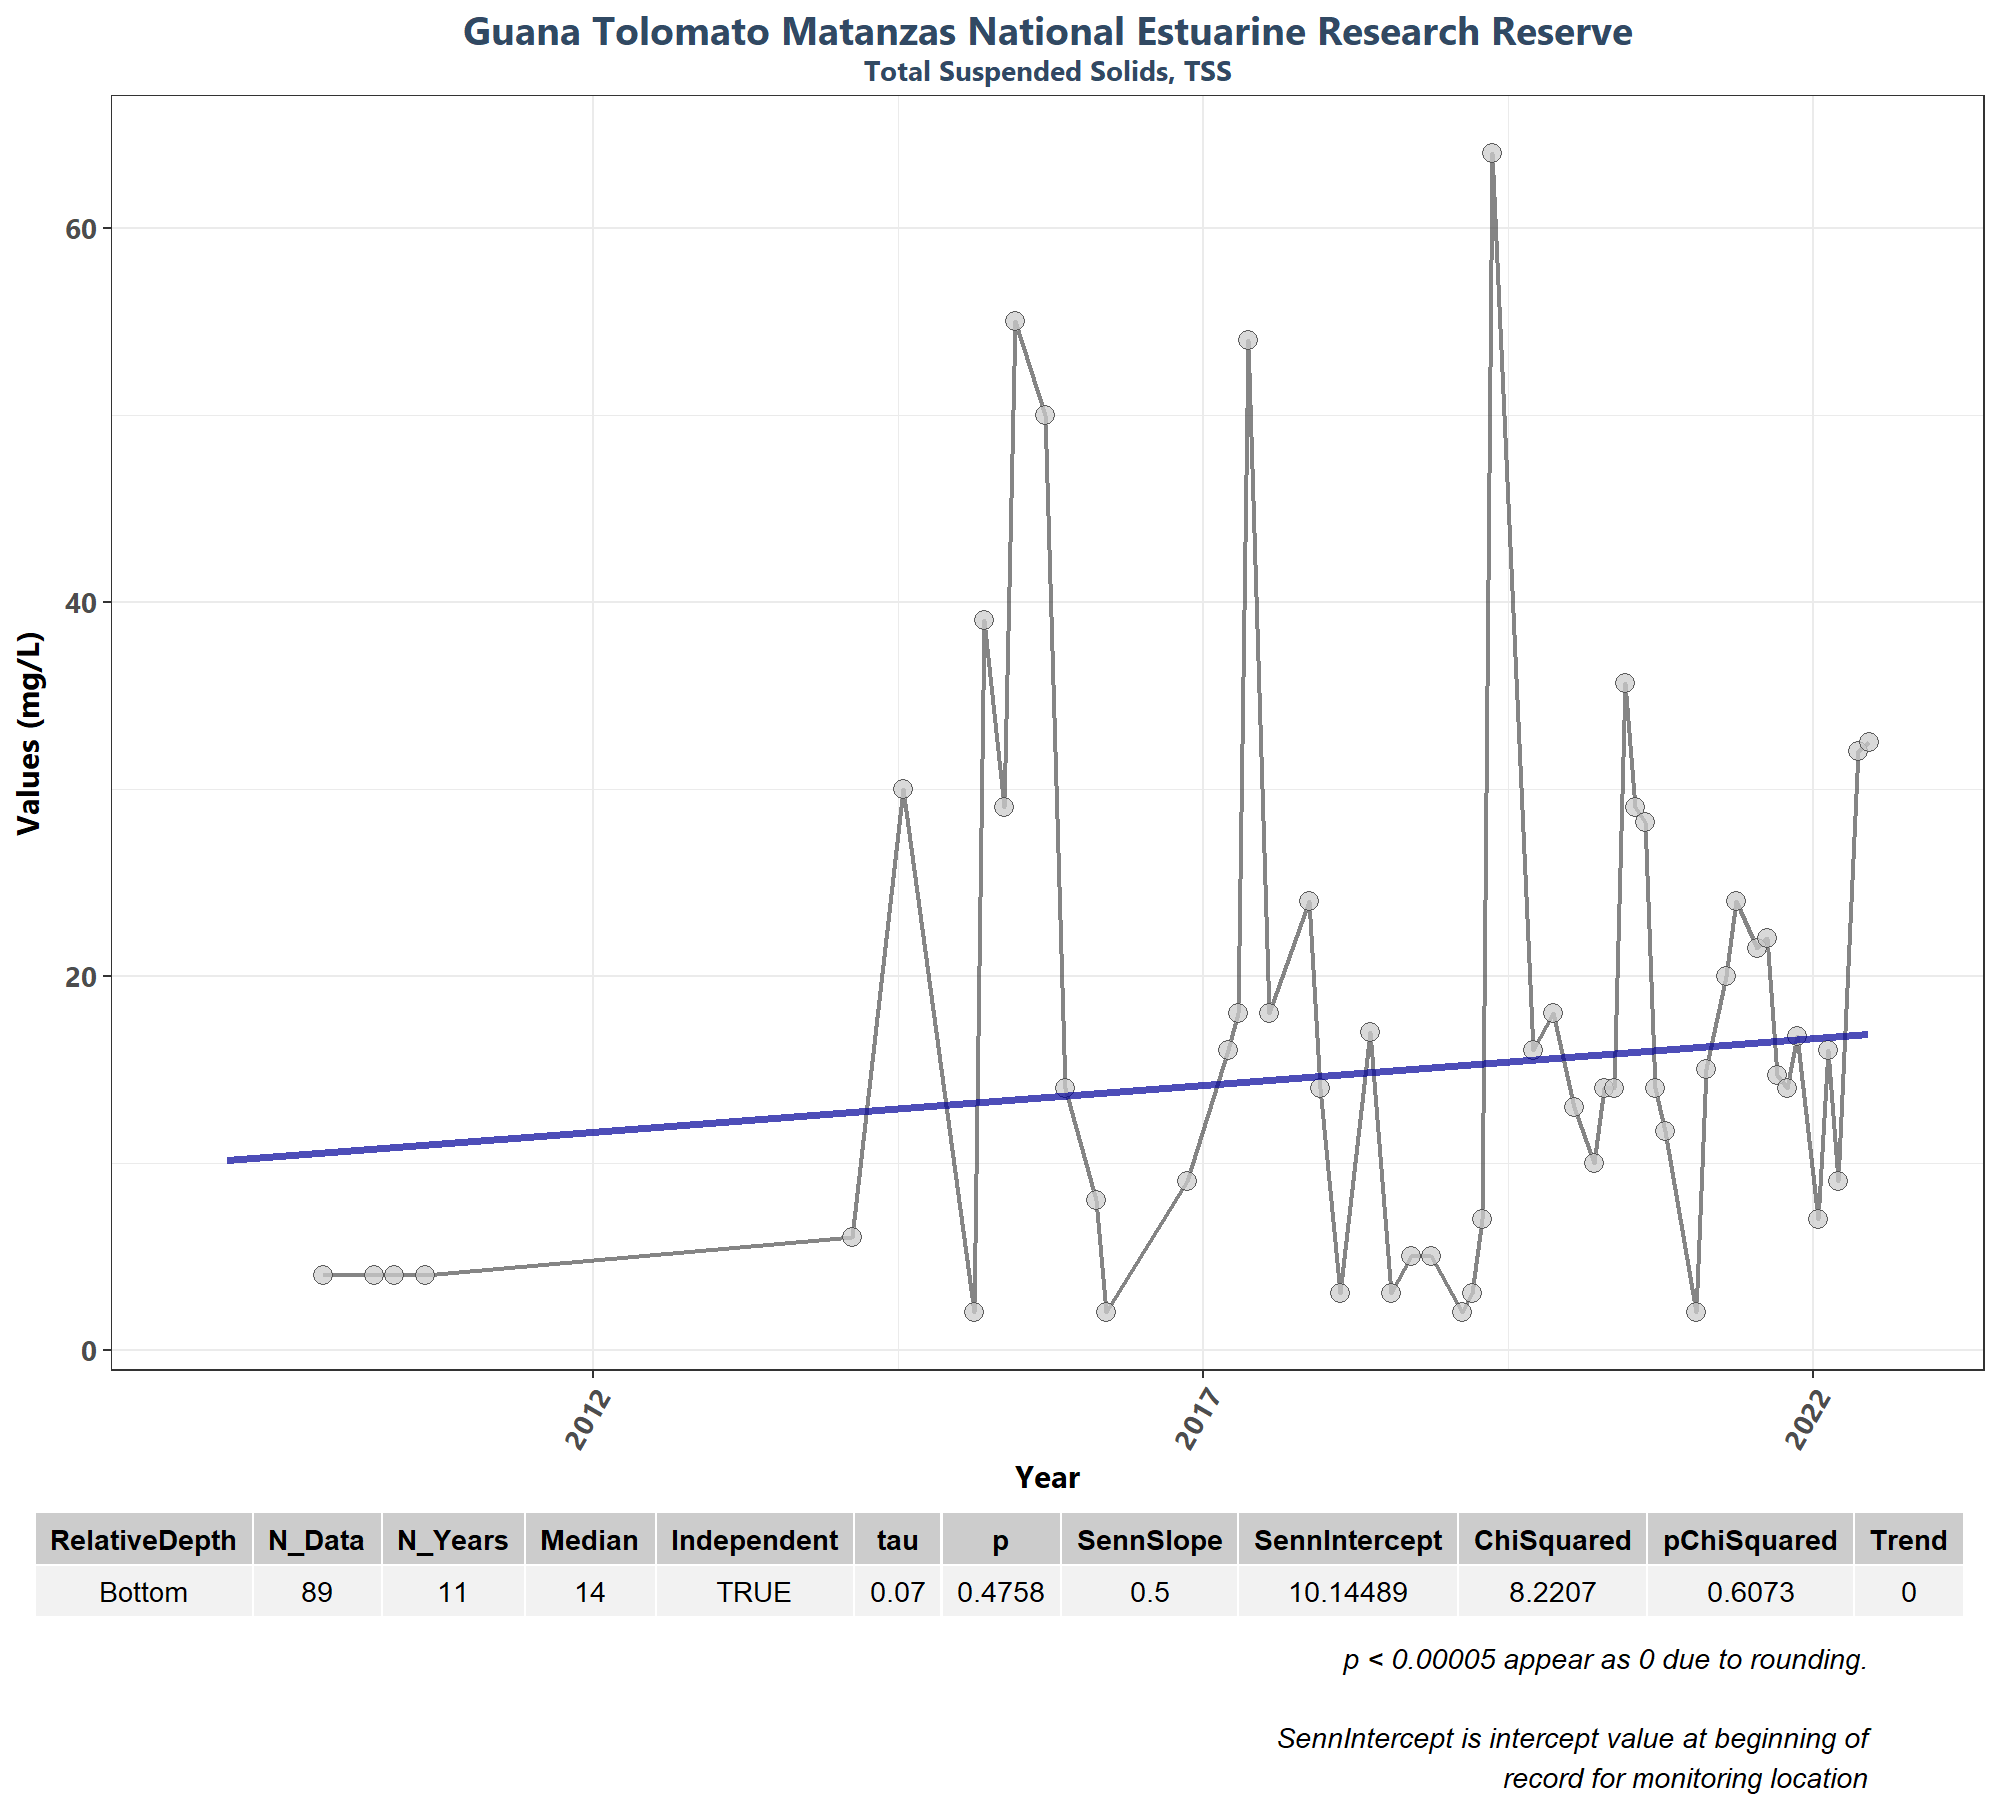 Guana Tolomato Matanzas National Estuarine Research Reserve
Total Suspended Solids, TSS
Values (mg/L)
60
40
20
0
2012
2017
2022
Year
RelativeDepth N_Data N_Years Median Independent tau p SennSlope SennIntercept ChiSquared pChiSquared Trend
Bottom 89 11 14 TRUE 0.07 0.4758 0.5 10.14489 8.2207 0.6073 0
p < 0.00005 appear as 0 due to rounding.
SennIntercept is intercept value at beginning of
record for monitoring location